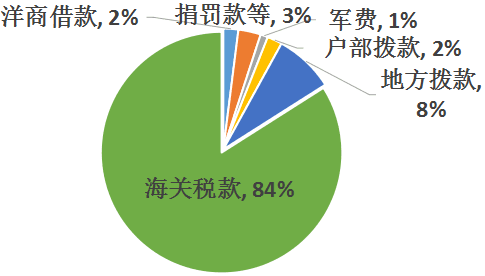 洋商借款, 2%
捐罚款等, 3%
军费, 1%
户部拨款, 2%
地方拨款,
8%
海关税款, 84%